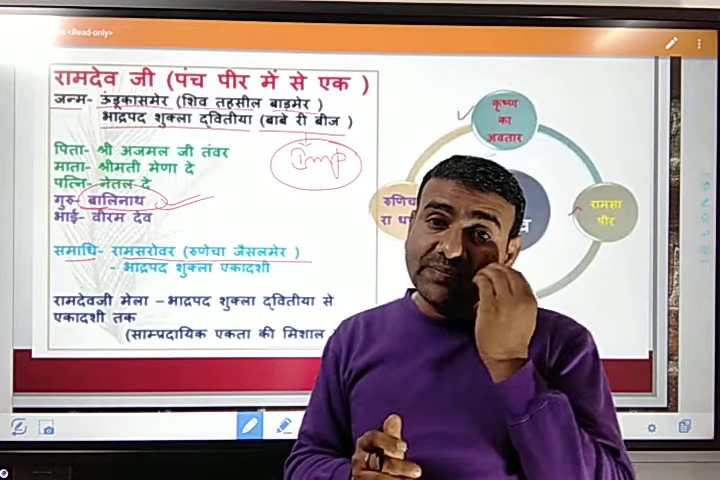 <Read-only>
रामदेव जी (पंच पीर में से एक )
जन्म- ऊंडूकासमेर (शिव तहसील बाड़मेर )
भाद्रपद शुक्ला द्वितीया (बाबे री बीज )
Imp
पिता- श्री अजमल जी तंवर
माता- श्रीमती मेणा दे
पत्नि- नेतल दे
गुरु- बालिनाथ
भाई- वीरम देव
समाधि- रामसरोवर (रुणेचा जैसलमेर )
- भाद्रपद शुक्ला एकादशी
रामदेवजी मेला – भाद्रपद शुक्ला द्वितीया से
एकादशी तक
(साम्प्रदायिक एकता की मिशाल
कृष्ण
का
अवतार
रुणिच
रा ध
रामसा
पीर